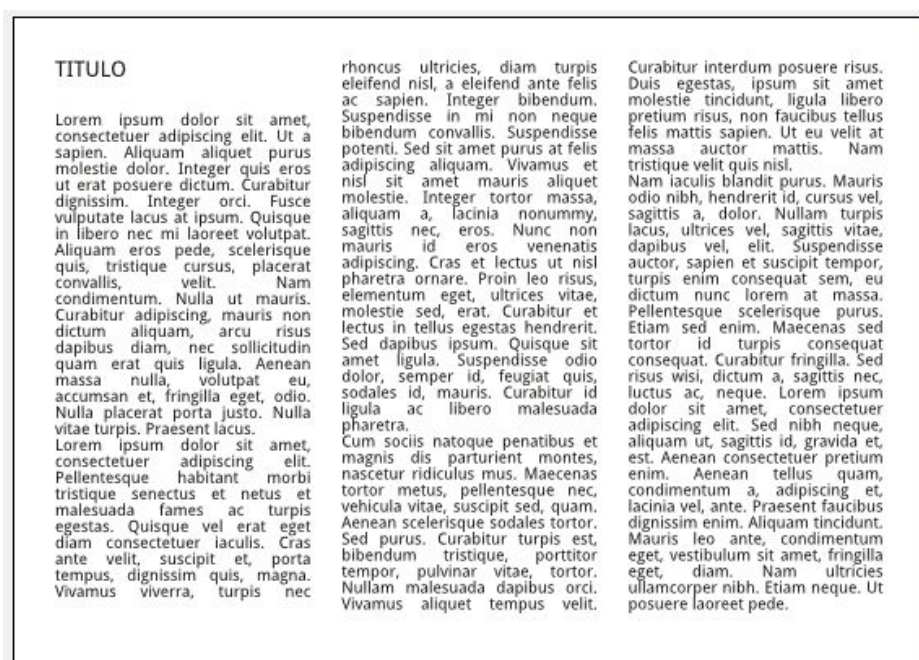 TITULO
Lorem ipsum dolor sit amet,
consectetuer adipiscing elit. Ut a
sapien. Aliquam aliquet purus
molestie dolor. Integer quis eros
ut erat posuere dictum. Curabitur
dignissim. Integer orci. Fusce
vulputate lacus at ipsum. Quisque
in libero nec mi laoreet volutpat.
Aliquam eros pede, scelerisque
quis, tristique cursus, placerat
convallis, velit. Nam
condimentum. Nulla ut mauris.
Curabitur adipiscing, mauris non
dictum aliquam, arcu risus
dapibus diam, nec sollicitudin
quam erat quis ligula. Aenean
massa nulla, volutpat eu,
accumsan et, fringilla eget, odio.
Nulla placerat porta justo. Nulla
vitae turpis. Praesent lacus.
Lorem ipsum dolor sit amet,
consectetuer adipiscing elit.
Pellentesque habitant morbi
tristique senectus et netus et
malesuada fames ac turpis
egestas. Quisque vel erat eget
diam consectetuer iaculis. Cras
ante velit, suscipit et, porta
tempus, dignissim quis, magna.
Vivamus viverra, turpis nec
rhoncus ultricies, diam turpis
eleifend nisl, a eleifend ante felis
ac sapien. Integer bibendum.
Suspendisse in mi non neque
bibendum convallis. Suspendisse
potenti. Sed sit amet purus at felis
adipiscing aliquam. Vivamus et
nisl sit amet mauris aliquet
molestie. Integer tortor massa,
aliquam a, lacinia nonummy,
sagittis nec, eros. Nunc non
mauris id eros venenatis
adipiscing. Cras et lectus ut nisl
pharetra ornare. Proin leo risus,
elementum eget, ultrices vitae,
molestie sed, erat. Curabitur et
lectus in tellus egestas hendrerit.
Sed dapibus ipsum. Quisque sit
amet ligula. Suspendisse odio
dolor, semper id, feugiat quis,
sodales id, mauris. Curabitur id
ligula ac libero malesuada
pharetra.
Cum sociis natoque penatibus et
magnis dis parturient montes,
nascetur ridiculus mus. Maecenas
tortor metus, pellentesque nec,
vehicula vitae, suscipit sed, quam.
Aenean scelerisque sodales tortor.
Sed purus. Curabitur turpis est,
bibendum tristique, porttitor
tempor, pulvinar vitae, tortor.
Nullam malesuada dapibus orci.
Vivamus aliquet tempus velit.
Curabitur interdum posuere risus.
Duis egestas, ipsum sit amet
molestie tincidunt, ligula libero
pretium risus, non faucibus tellus
felis mattis sapien. Ut eu velit at
massa auctor mattis. Nam
tristique velit quis nisl.
Nam iaculis blandit purus. Mauris
odio nibh, hendrerit id, cursus vel,
sagittis a, dolor. Nullam turpis
lacus, ultrices vel, sagittis vitae,
dapibus vel, elit. Suspendisse
auctor, sapien et suscipit tempor,
turpis enim consequat sem, eu
dictum nunc lorem at massa.
Pellentesque scelerisque purus.
Etiam sed enim. Maecenas sed
tortor id turpis consequat
consequat. Curabitur fringilla. Sed
risus wisi, dictum a, sagittis nec,
luctus ac, neque. Lorem ipsum
dolor sit amet, consectetuer
adipiscing elit. Sed nibh neque,
aliquam ut, sagittis id, gravida et,
est. Aenean consectetuer pretium
enim. Aenean tellus quam,
condimentum a, adipiscing et,
lacinia vel, ante. Praesent faucibus
dignissim enim. Aliquam tincidunt.
Mauris leo ante, condimentum
eget, vestibulum sit amet, fringilla
eget, diam. Nam ultricies
ullamcorper nibh. Etiam neque. Ut
posuere laoreet pede.